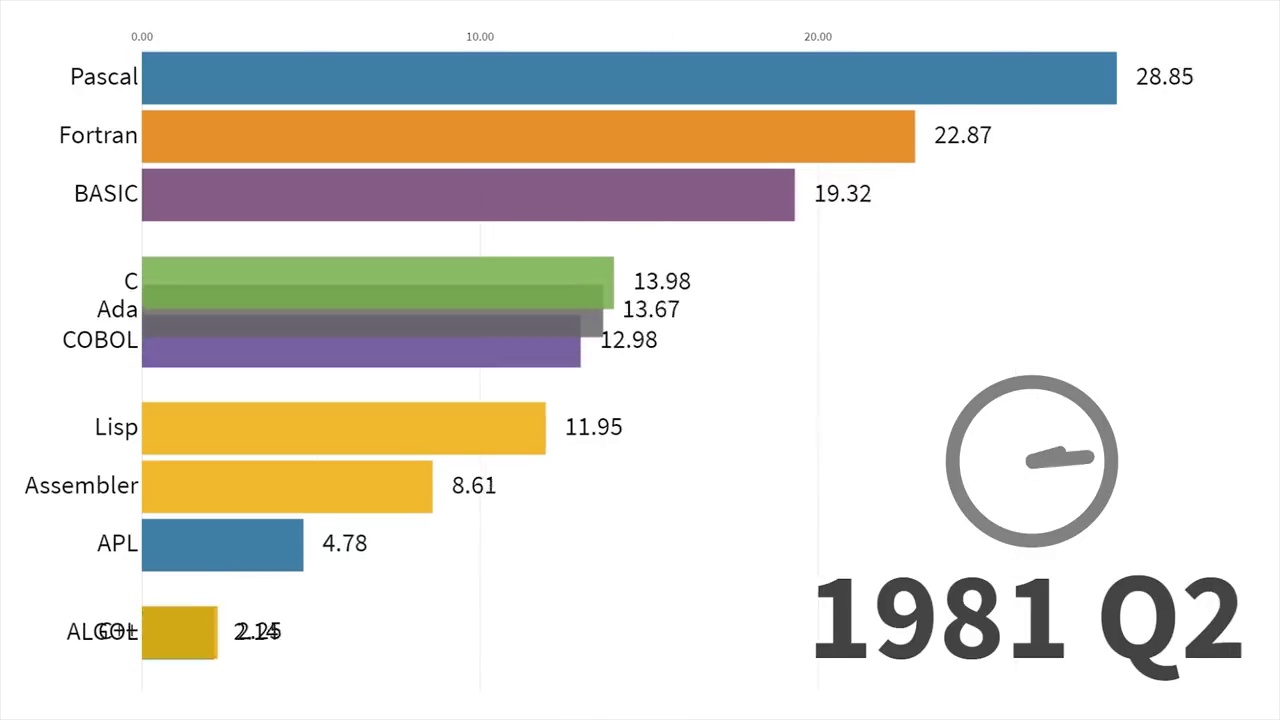 0.00 10.00 20.00
Pascal 28.85
Fortran 22.87
BASIC 19.32
C 13.98
Ada 13.67
COBOL 12.98
Lisp 11.95
Assembler 8.61
APL 4.78
ALGOL
1981 Q2